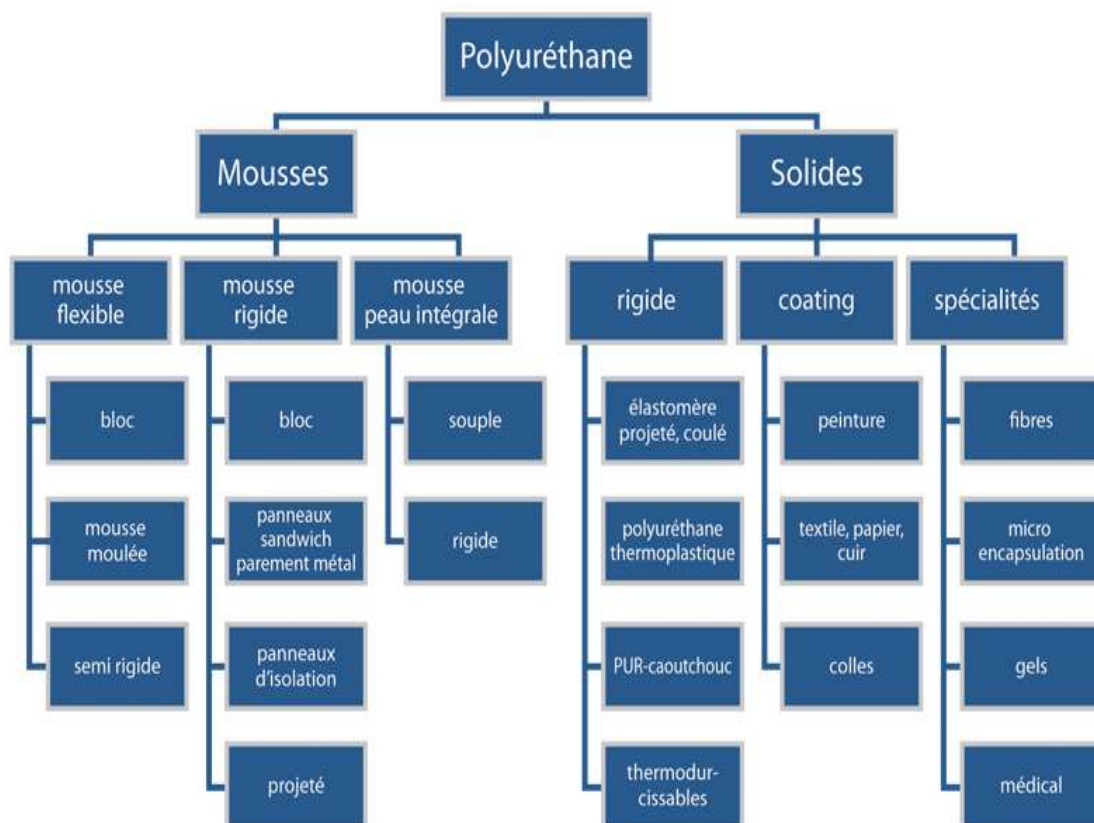 Polyuréthane
Mousses
Solides
mousse
flexible
mousse
rigide
mousse
peau intégrale
rigide
coating
spécialités
bloc
bloc
souple
élastomère
projeté, coulé
peinture
fibres
mousse
moulée
panneaux
sandwich
parement métal
rigide
polyuréthane
thermoplastique
textile, papier,
cuir
micro
encapsulation
semi rigide
panneaux
d'isolation
PUR-caoutchouc
colles
gels
projeté
thermodur-
cissables
médical